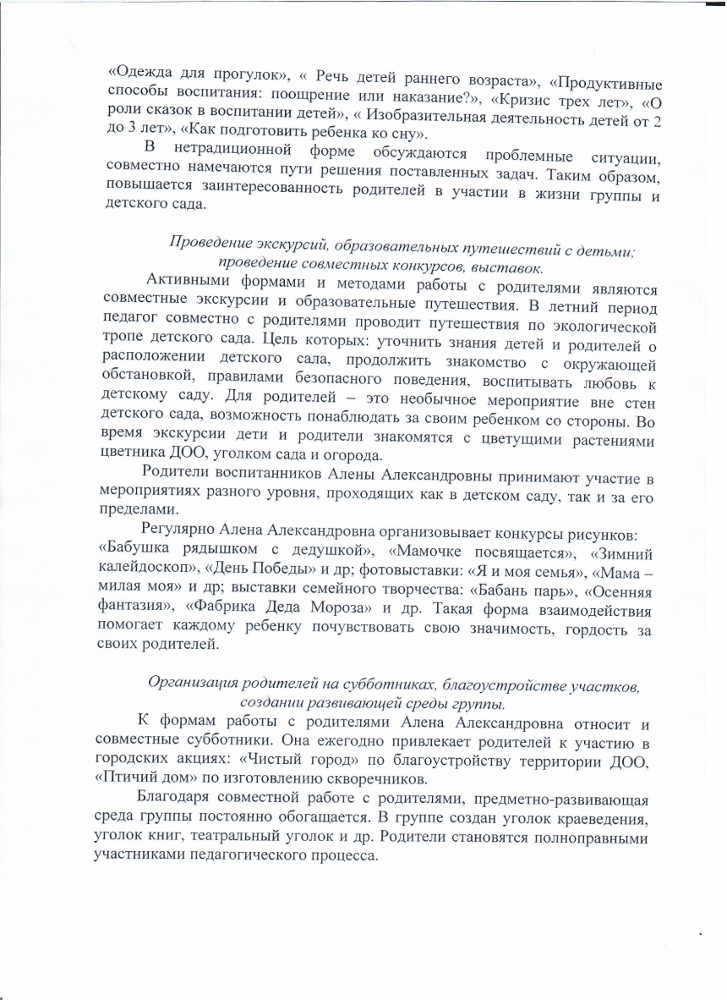 «Одежда для прогулок», « Речь детей раннего возраста», «Продуктивные
способы воспитания: поощрение или наказание?», «Кризис трех лет», «О
роли сказок в воспитании детей», « Изобразительная деятельность детей от 2
до 3 лет», «Как подготовить ребенка ко сну».
В нетрадиционной форме обсуждаются проблемные ситуации,
совместно намечаются пути решения поставленных задач. Таким образом,
повышается заинтересованность родителей в участии в жизни группы и
детского сада.
Проведение экскурсий, образовательных путешествий с детьми;
проведение совместных конкурсов, выставок.
Активными формами и методами работы с родителями являются
совместные экскурсии и образовательные путешествия. В летний период
педагог совместно с родителями проводит путешествия по экологической
тропе детского сада. Цель которых: уточнить знания детей и родителей о
расположении детского сала, продолжить знакомство с окружающей
обстановкой, правилами безопасного поведения, воспитывать любовь к
детскому саду. Для родителей – это необычное мероприятие вне стен
детского сада, возможность понаблюдать за своим ребенком со стороны. Во
время экскурсии дети и родители знакомятся с цветущими растениями
цветника ДОО, уголком сада и огорода.
Родители воспитанников Алены Александровны принимают участие в
мероприятиях разного уровня, проходящих как в детском саду, так и за его
пределами.
Регулярно Алена Александровна организовывает конкурсы рисунков:
«Бабушка рядышком с дедушкой», «Мамочке посвящается», «Зимний
калейдоскоп», «День Победы» и др; фотовыставки: «Я и моя семья», «Мама –
милая моя» и др; выставки семейного творчества: «Бабань парь», «Осенняя
фантазия», «Фабрика Деда Мороза» и др. Такая форма взаимодействия
помогает каждому ребенку почувствовать свою значимость, гордость за
своих родителей.
Организация родителей на субботниках, благоустройстве участков,
создании развивающей среды группы.
К формам работы с родителями Алена Александровна относит и
совместные субботники. Она ежегодно привлекает родителей к участию в
городских акциях: «Чистый город» по благоустройству территории ДОО,
«Птичий дом» по изготовлению скворечников.
Благодаря совместной работе с родителями, предметно-развивающая
среда группы постоянно обогащается. В группе создан уголок краеведения,
уголок книг, театральный уголок и др. Родители становятся полноправными
участниками педагогического процесса.